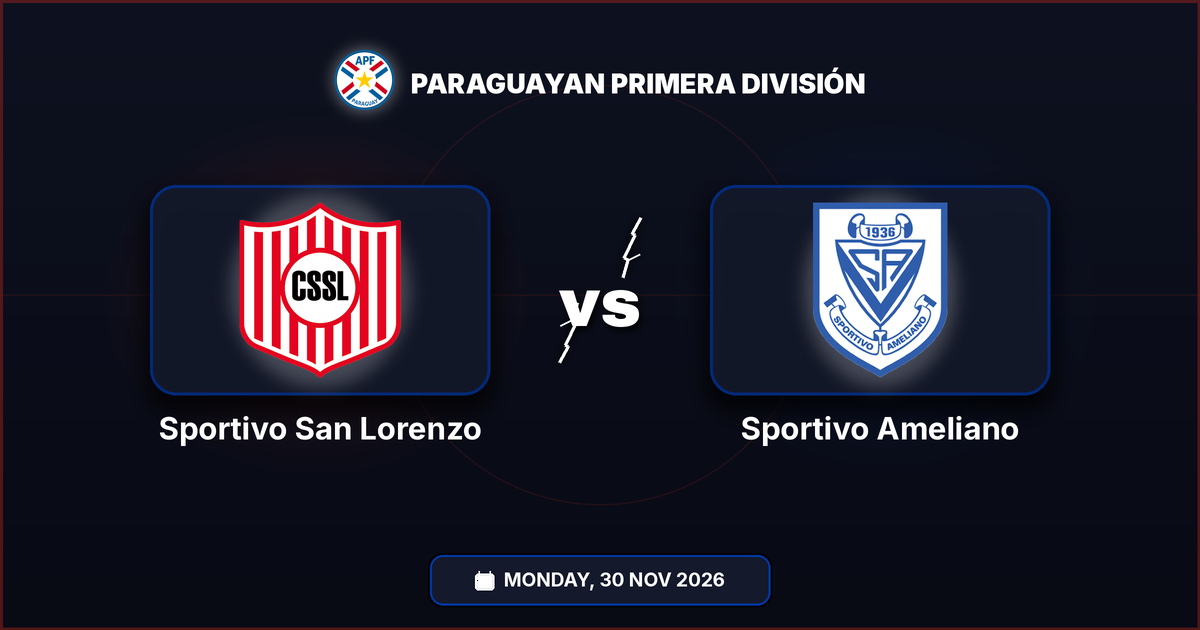 APF
PARAGUAY
PARAGUAYAN PRIMERA DIVISIÓN
CSSL
VS
1936
SA
SPORTIVO AMELIANO
Sportivo San Lorenzo
Sportivo Ameliano
MONDAY, 30 NOV 2026